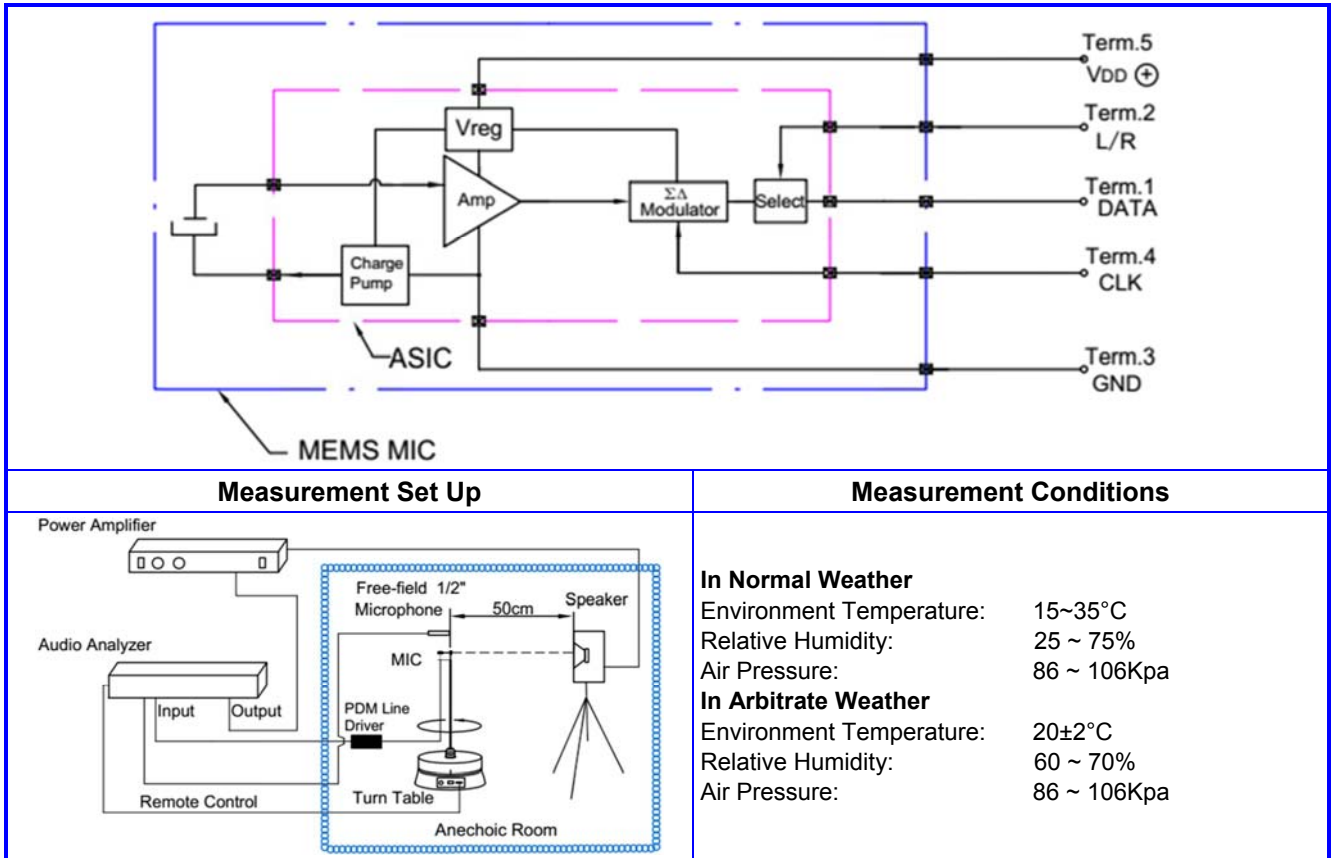 Term.5
VDD ⊕
Vreg
Term.2
L/R
Amp
ΣΔ
Modulator
Select
Term.1
DATA
Charge
Pump
Term.4
CLK
ASIC
Term.3
GND
MEMS MIC
Measurement Set Up
Power Amplifier
Free-field 1/2"
Microphone
50cm
Speaker
Audio Analyzer
MIC
Input
Output
PDM Line
Driver
Remote Control
Turn Table
Anechoic Room
Measurement Conditions
In Normal Weather
Environment Temperature: 15~35°C
Relative Humidity: 25 ~ 75%
Air Pressure: 86 ~ 106Kpa
In Arbitrate Weather
Environment Temperature: 20±2°C
Relative Humidity: 60 ~ 70%
Air Pressure: 86 ~ 106Kpa